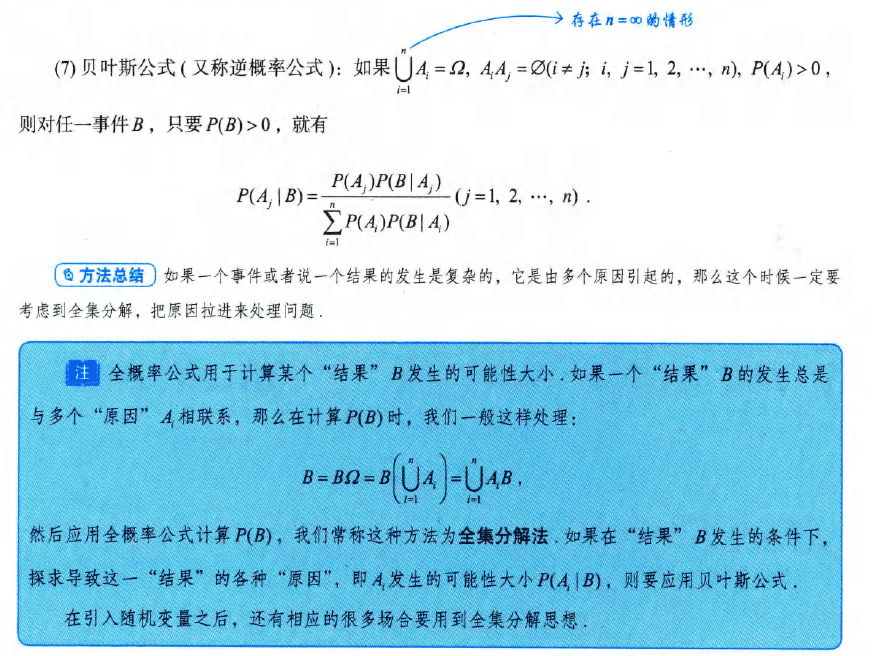 存在n=∞的情形
(7) 贝叶斯公式(又称逆概率公式)：如果$\bigcup_{i=1}^{n} A_i = \Omega$, $A_iA_j = \varnothing (i \neq j; i, j = 1, 2, \cdots, n)$, $P(A_i) > 0$，
则对任一事件B，只要P(B)>0，就有
$P(A_j|B) = \dfrac{P(A_j)P(B|A_j)}{\sum_{i=1}^{n} P(A_i)P(B|A_i)} (j = 1, 2, \cdots, n)$.
方法总结 如果一个事件或者说一个结果的发生是复杂的，它是由多个原因引起的，那么这个时候一定要
考虑到全集分解，把原因拉进来处理问题.
注 全概率公式用于计算某个“结果”B发生的可能性大小.如果一个“结果”B的发生总是
与多个“原因”$A_i$相联系，那么在计算P(B)时，我们一般这样处理：
$B = B\Omega = B\left(\bigcup_{i=1}^{n} A_i\right) = \bigcup_{i=1}^{n} A_iB$，
然后应用全概率公式计算P(B)，我们常称这种方法为全集分解法.如果在“结果”B发生的条件下，
探求导致这一“结果”的各种“原因”，即$A_i$发生的可能性大小$P(A_i|B)$，则要应用贝叶斯公式.
在引入随机变量之后，还有相应的很多场合要用到全集分解思想.